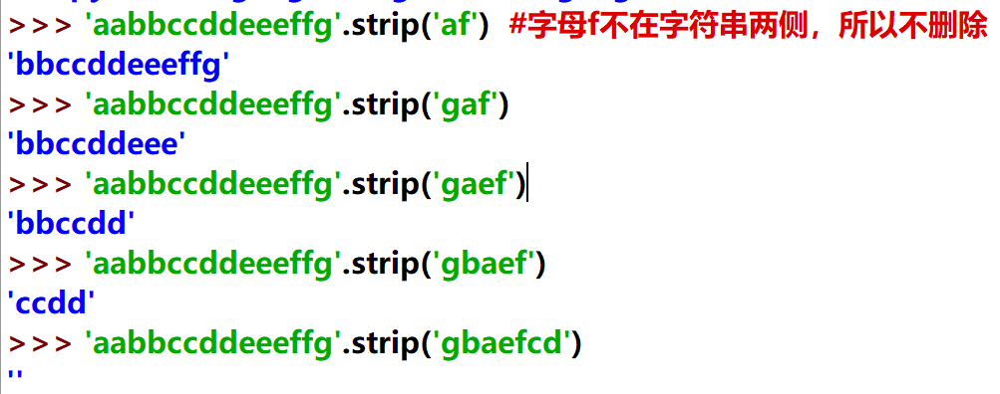 >>> 'aabbccddeeeffg'.strip('af') #字母f不在字符串两侧，所以不删除
'bbccddeeeffg'
>>> 'aabbccddeeeffg'.strip('gaf')
'bbccddeee'
>>> 'aabbccddeeeffg'.strip('gaef')
'bbccdd'
>>> 'aabbccddeeeffg'.strip('gbaef')
'ccdd'
>>> 'aabbccddeeeffg'.strip('gbaefcd')
''